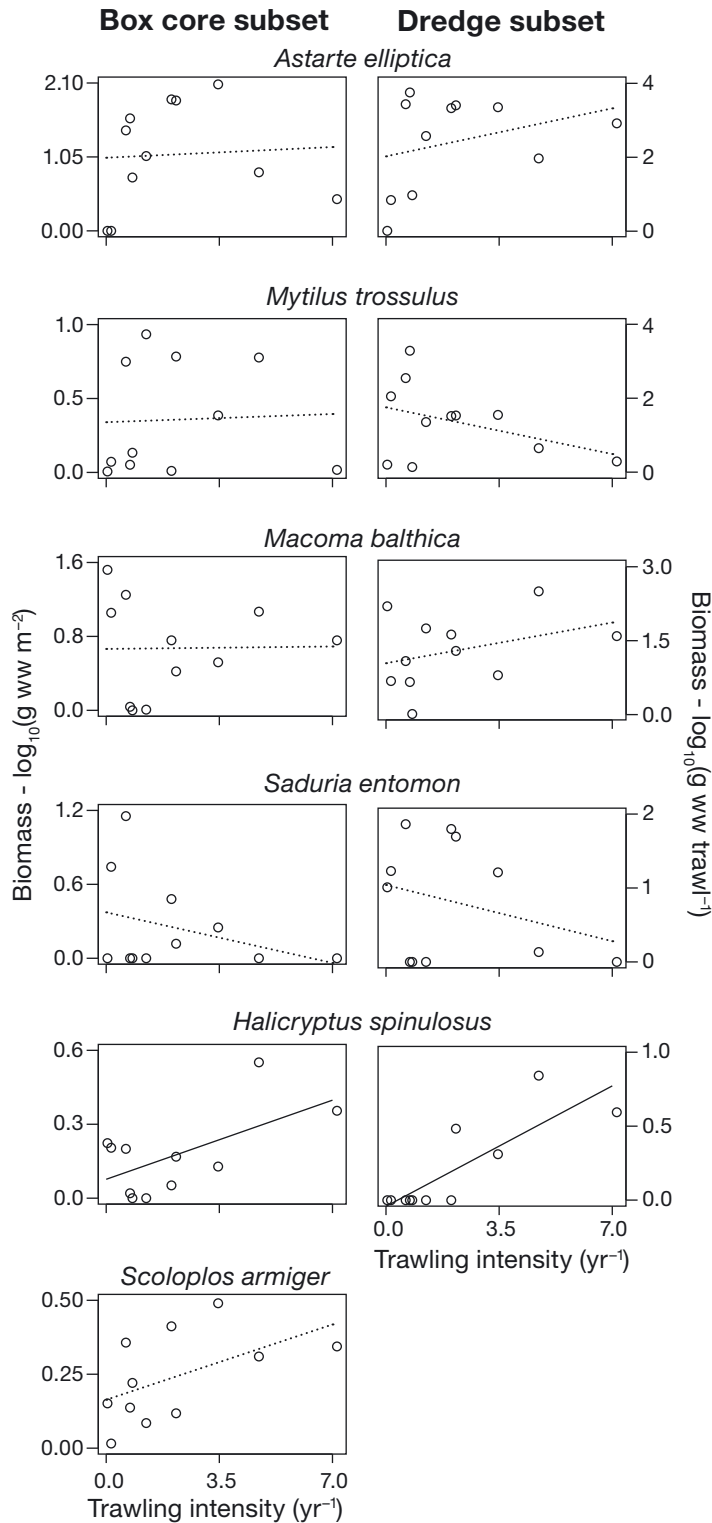 Box core subset Dredge subset
Astarte elliptica
2.10
1.05
0.00
4
2
0
Mytilus trossulus
1.0
0.5
0.0
4
2
0
Macoma balthica
1.6
0.8
0.0
3.0
1.5
0.0
Biomass - log₁₀(g ww m⁻²)
Biomass - log₁₀(g ww trawl⁻¹)
Saduria entomon
1.2
0.6
0.0
2
1
0
Halicryptus spinulosus
0.6
0.3
0.0
1.0
0.5
0.0
0.0 3.5 7.0
Trawling intensity (yr⁻¹)
Scoloplos armiger
0.50
0.25
0.00
0.0 3.5 7.0
Trawling intensity (yr⁻¹)